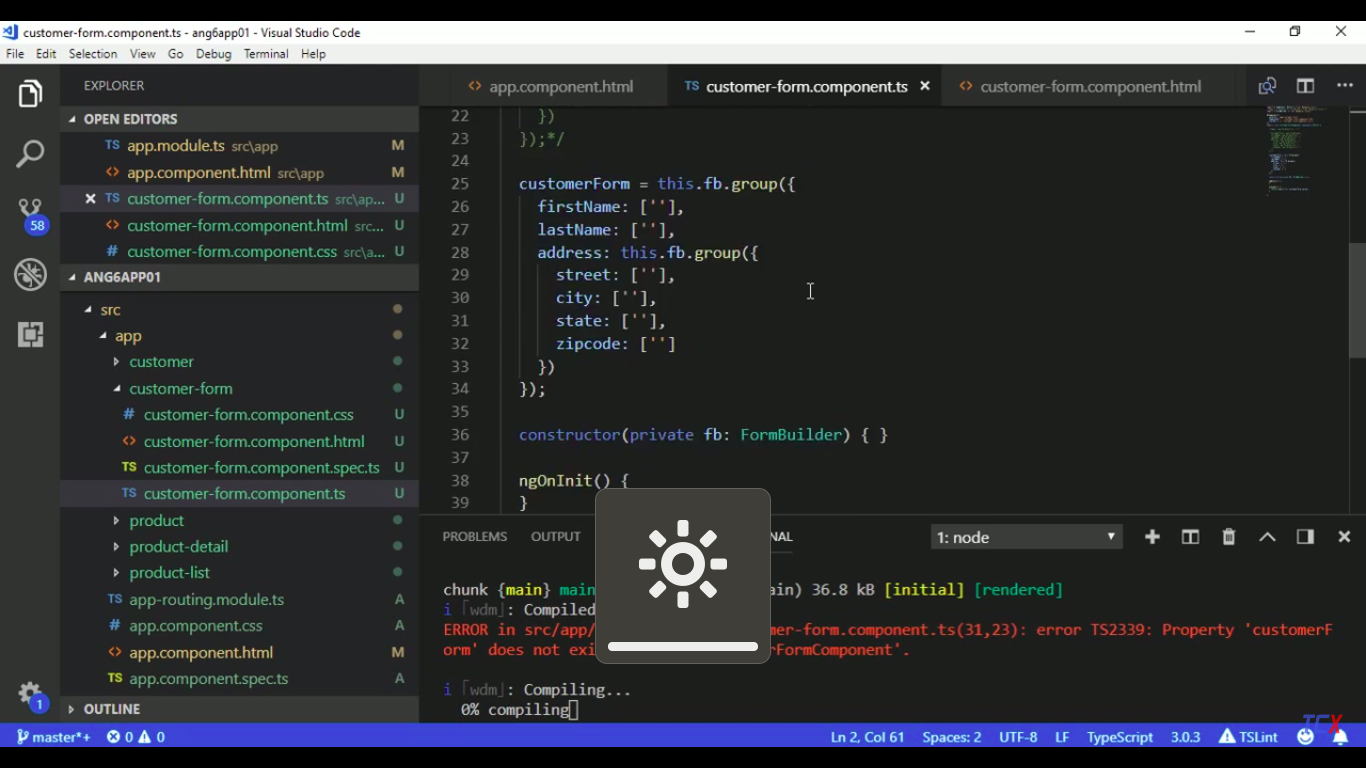 customer-form.component.ts - ang6app01 - Visual Studio Code
File Edit Selection View Go Debug Terminal Help
EXPLORER
OPEN EDITORS
TS app.module.ts src\app M
<> app.component.html src\app M
× TS customer-form.component.ts src\ap... U
<> customer-form.component.html src... U
# customer-form.component.css src\a... U
ANG6APP01
src
app
customer
customer-form
# customer-form.component.css U
<> customer-form.component.html U
TS customer-form.component.spec.ts U
TS customer-form.component.ts U
product
product-detail
product-list
TS app-routing.module.ts A
# app.component.css A
<> app.component.html M
TS app.component.spec.ts A
OUTLINE
58
1
<> app.component.html TS customer-form.component.ts × <> customer-form.component.html
22 })
23 });*/
24
25 customerForm = this.fb.group({
26 firstName: [''],
27 lastName: [''],
28 address: this.fb.group({
29 street: [''],
30 city: [''],
31 state: [''],
32 zipcode: ['']
33 })
34 });
35
36 constructor(private fb: FormBuilder) { }
37
38 ngOnInit() {
39 }
PROBLEMS OUTPUT NAL 1: node
chunk {main} main ain) 36.8 kB [initial] [rendered]
i ｢wdm｣: Compiled
ERROR in src/app/ mer-form.component.ts(31,23): error TS2339: Property 'customerF
orm' does not exi rFormComponent'.
i ｢wdm｣: Compiling...
0% compiling
master*+ 0 0 Ln 2, Col 61 Spaces: 2 UTF-8 LF TypeScript 3.0.3 TSLint
TCX